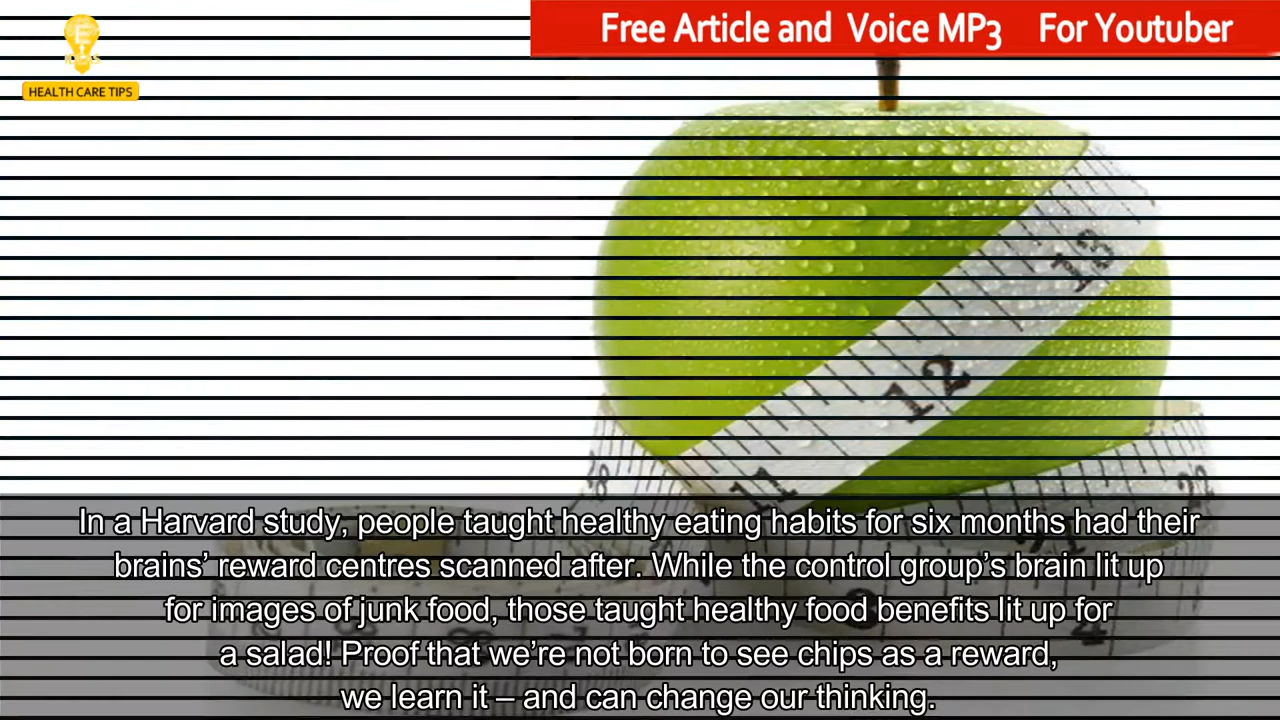 Free Article and Voice MP3 For Youtuber
HEALTH CARE TIPS
13
12
11
In a Harvard study, people taught healthy eating habits for six months had their
brains’ reward centres scanned after. While the control group’s brain lit up
for images of junk food, those taught healthy food benefits lit up for
a salad! Proof that we’re not born to see chips as a reward,
we learn it – and can change our thinking.